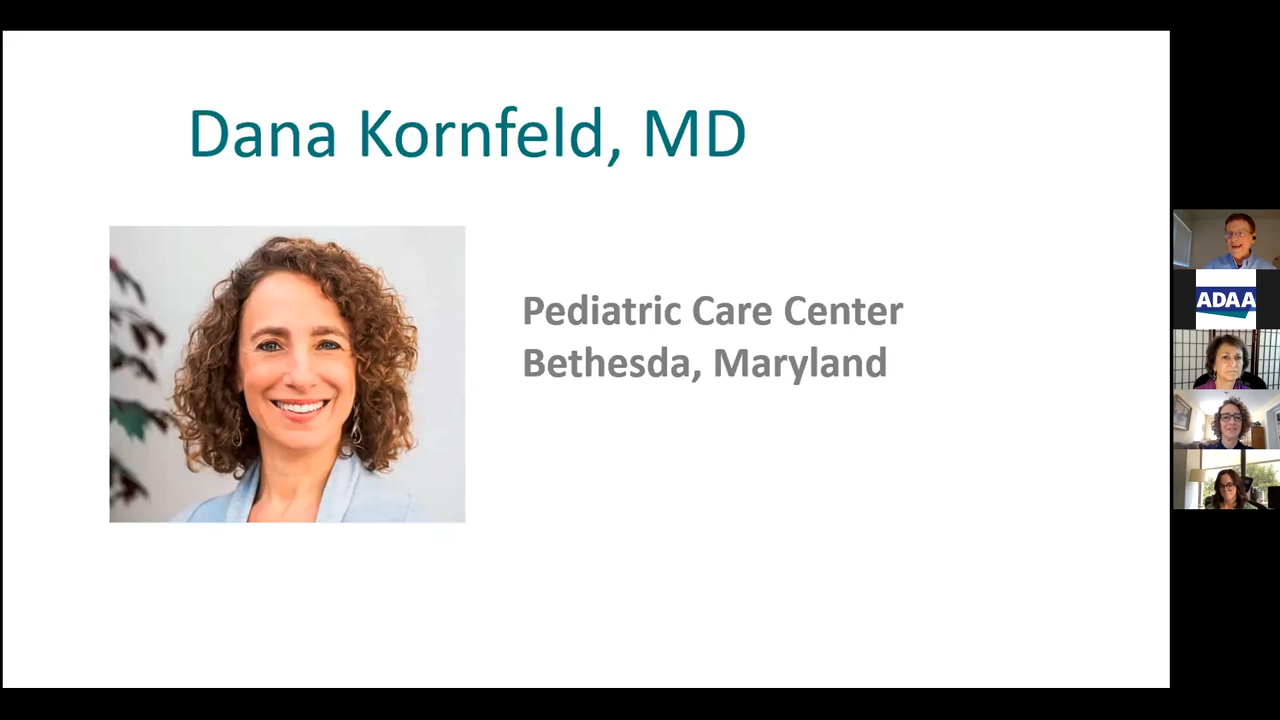 Dana Kornfeld, MD
Pediatric Care Center
Bethesda, Maryland
ADAA